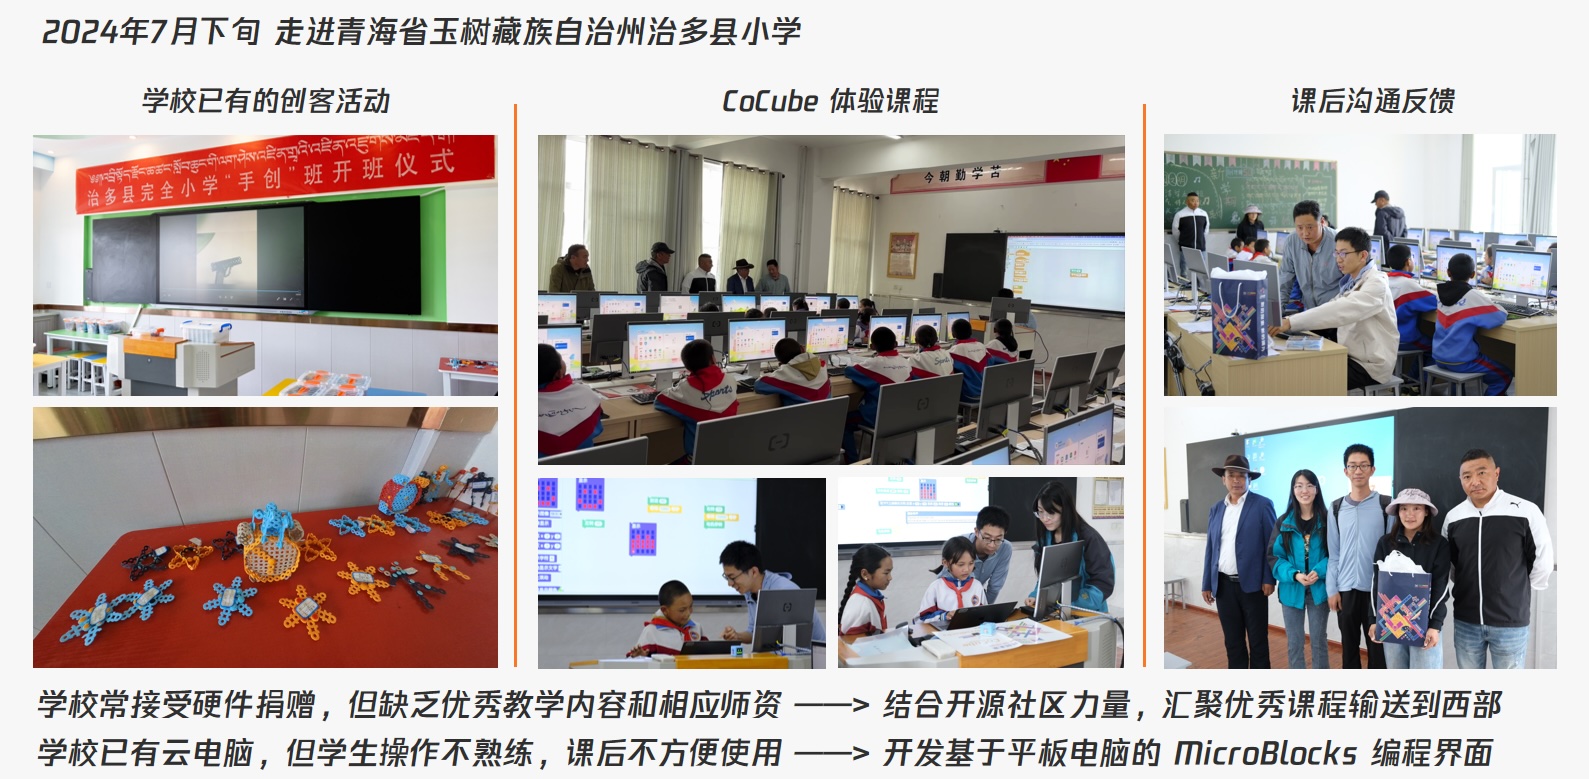 2024年7月下旬 走进青海省玉树藏族自治州治多县小学
学校已有的创客活动
CoCube 体验课程
课后沟通反馈
治多县完全小学“手创”班开班仪式
今朝勤学苦
Sports
学校常接受硬件捐赠，但缺乏优秀教学内容和相应师资 ——> 结合开源社区力量，汇聚优秀课程输送到西部
学校已有云电脑，但学生操作不熟练，课后不方便使用 ——> 开发基于平板电脑的 MicroBlocks 编程界面